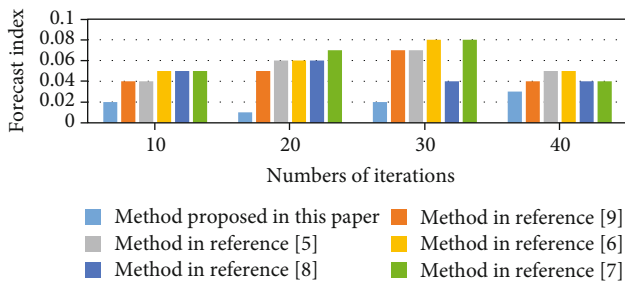 Forecast index
0.1
0.08
0.06
0.04
0.02
0
10 20 30 40
Numbers of iterations
Method proposed in this paper Method in reference [9]
Method in reference [5] Method in reference [6]
Method in reference [8] Method in reference [7]